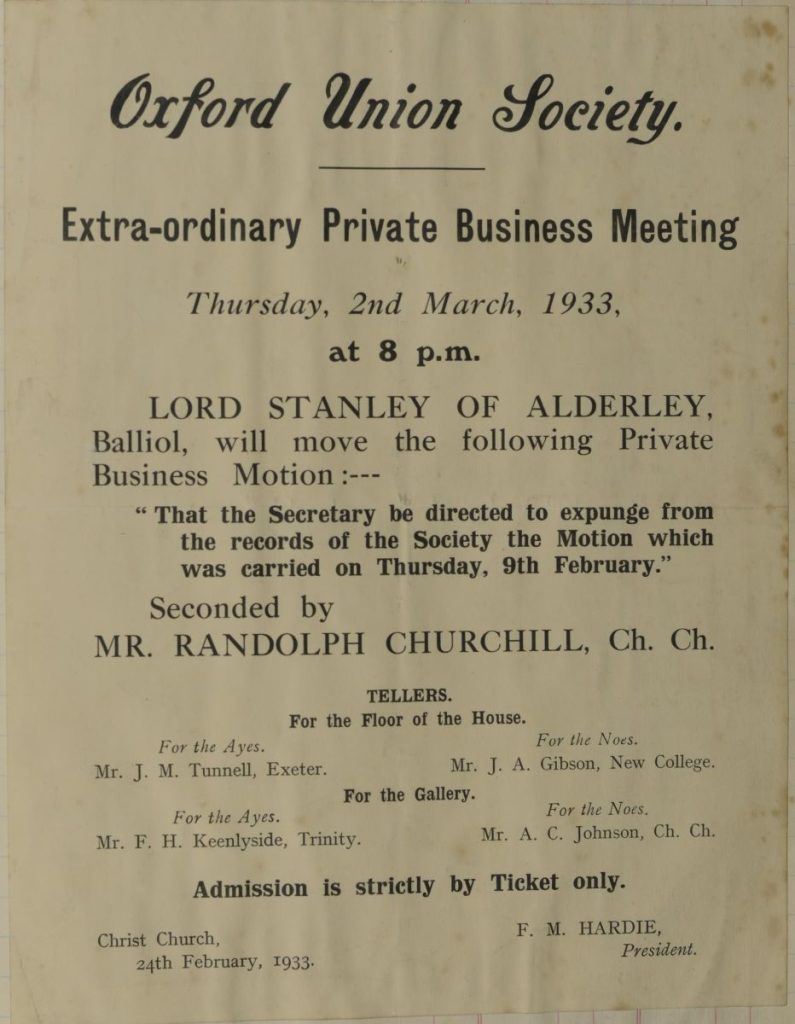 Oxford Union Society.
Extra-ordinary Private Business Meeting
Thursday, 2nd March, 1933,
at 8 p.m.
LORD STANLEY OF ALDERLEY,
Balliol, will move the following Private
Business Motion :---
“ That the Secretary be directed to expunge from
the records of the Society the Motion which
was carried on Thursday, 9th February.”
Seconded by
MR. RANDOLPH CHURCHILL, Ch. Ch.
TELLERS.
For the Floor of the House.
For the Ayes.
Mr. J. M. Tunnell, Exeter.
For the Noes.
Mr. J. A. Gibson, New College.
For the Gallery.
For the Ayes.
Mr. F. H. Keenlyside, Trinity.
For the Noes.
Mr. A. C. Johnson, Ch. Ch.
Admission is strictly by Ticket only.
Christ Church,
24th February, 1933.
F. M. HARDIE,
President.